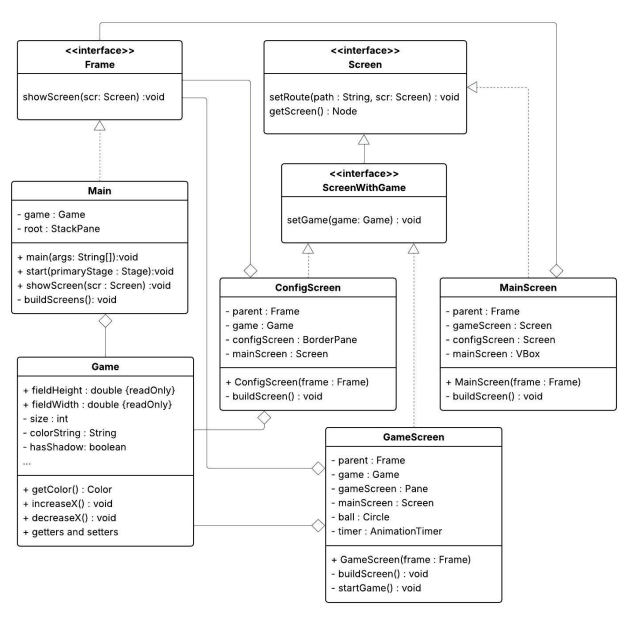 <<interface>>
Frame
showScreen(scr: Screen) :void
<<interface>>
Screen
setRoute(path : String, scr: Screen) : void
getScreen() : Node
<<interface>>
ScreenWithGame
setGame(game: Game) : void
Main
- game : Game
- root : StackPane
+ main(args: String[]):void
+ start(primaryStage : Stage):void
+ showScreen(scr : Screen) :void
- buildScreens(): void
ConfigScreen
- parent : Frame
- game : Game
- configScreen : BorderPane
- mainScreen : Screen
+ ConfigScreen(frame : Frame)
- buildScreen() : void
MainScreen
- parent : Frame
- gameScreen : Screen
- configScreen : Screen
- mainScreen : VBox
+ MainScreen(frame : Frame)
- buildScreen() : void
Game
+ fieldHeight : double {readOnly}
+ fieldWidth : double {readOnly}
- size : int
- colorString : String
- hasShadow: boolean
...
+ getColor() : Color
+ increaseX() : void
+ decreaseX() : void
+ getters and setters
GameScreen
- parent : Frame
- game : Game
- gameScreen : Pane
- mainScreen : Screen
- ball : Circle
- timer : AnimationTimer
+ GameScreen(frame : Frame)
- buildScreen() : void
- startGame() : void